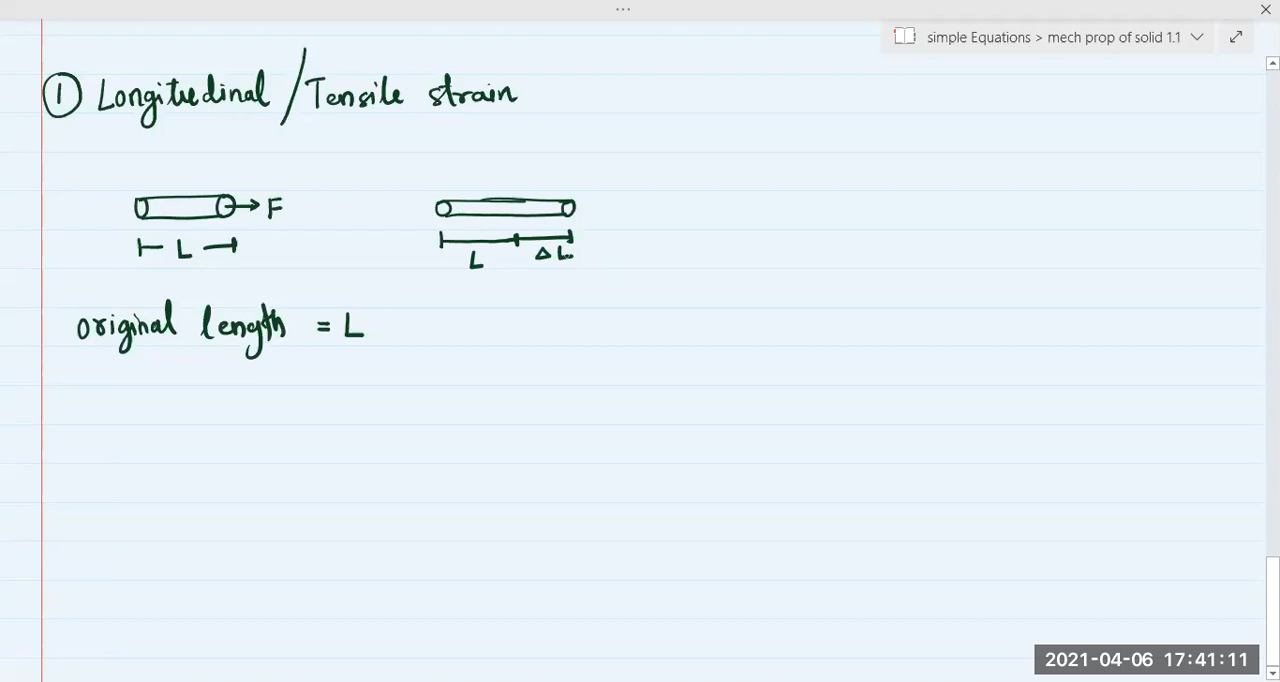 ...
simple Equations > mech prop of solid 1.1
① Longitudinal / Tensile strain
F
L
L
Δ L
original length = L
2021-04-06 17:41:11